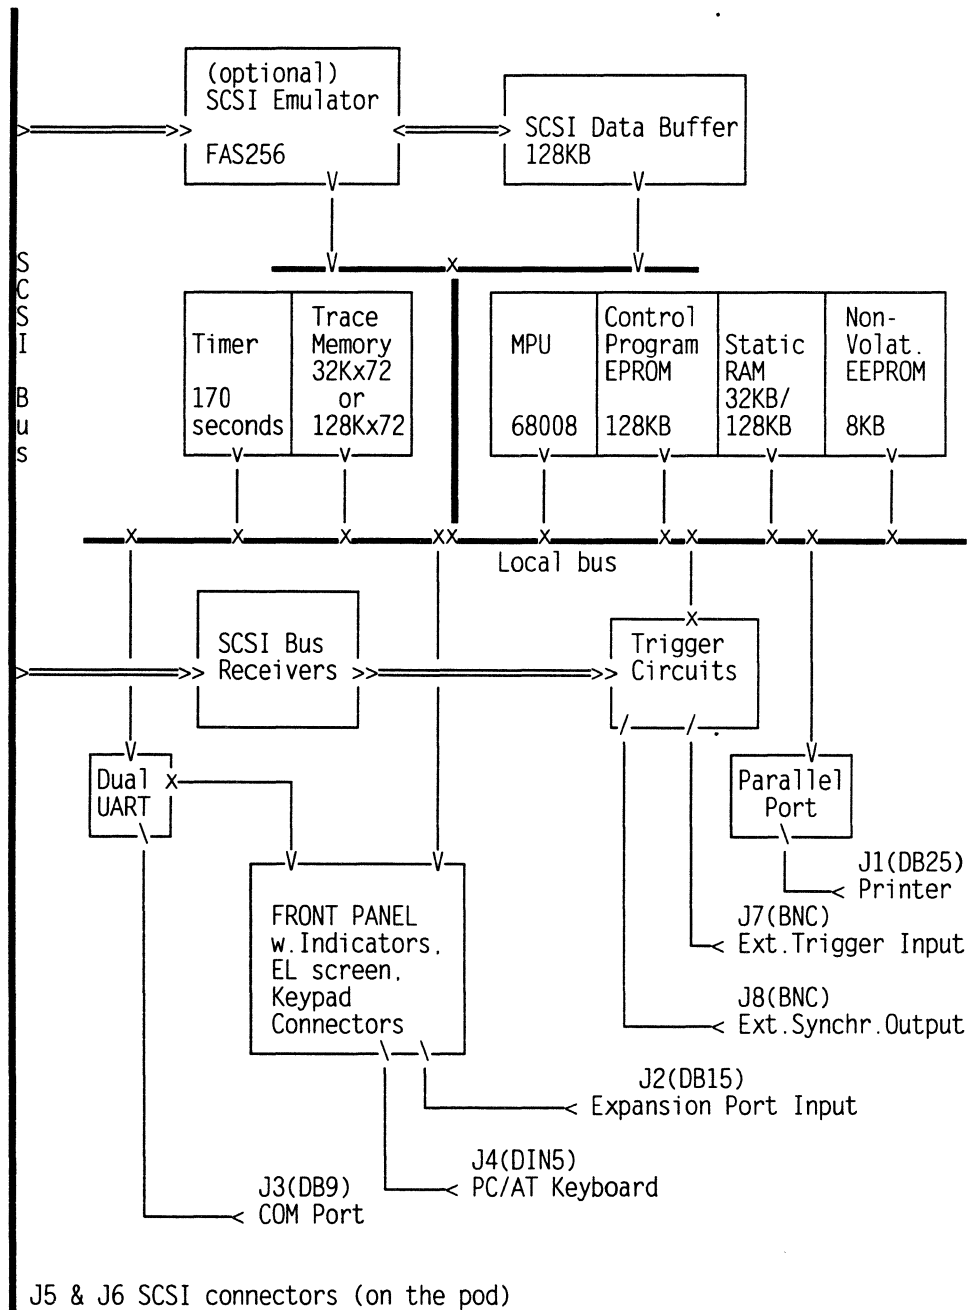 (optional)
SCSI Emulator
FAS256
SCSI Data Buffer
128KB
SCSI Bus
Timer
170
seconds
Trace
Memory
32Kx72
or
128Kx72
MPU
68008
Control
Program
EPROM
128KB
Static
RAM
32KB/
128KB
Non-
Volat.
EEPROM
8KB
Local bus
SCSI Bus
Receivers
Trigger
Circuits
Dual
UART
Parallel
Port
J1(DB25)
Printer
FRONT PANEL
w.Indicators,
EL screen,
Keypad
Connectors
J7(BNC)
Ext.Trigger Input
J8(BNC)
Ext.Synchr.Output
J2(DB15)
Expansion Port Input
J4(DIN5)
PC/AT Keyboard
J3(DB9)
COM Port
J5 & J6 SCSI connectors (on the pod)